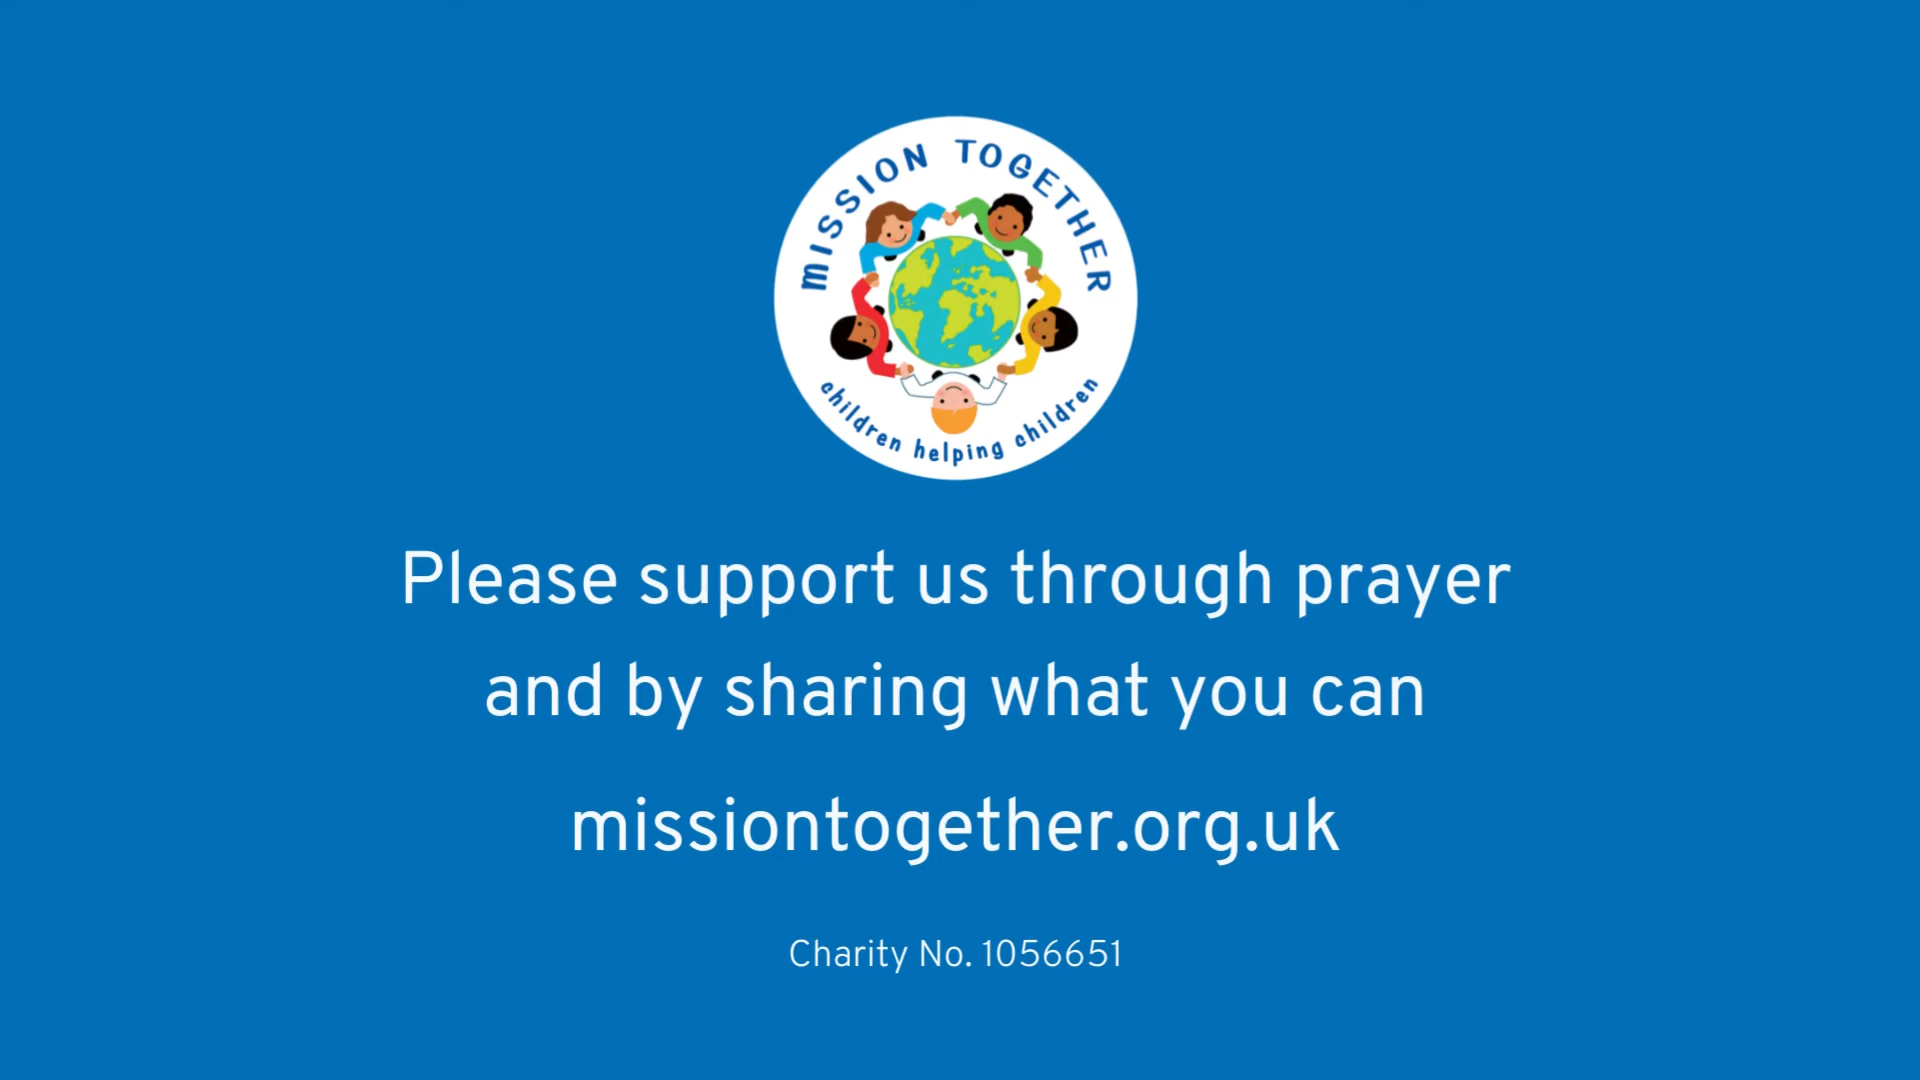 MISSION TOGETHER
children helping children
Please support us through prayer
and by sharing what you can
missiontogether.org.uk
Charity No. 1056651